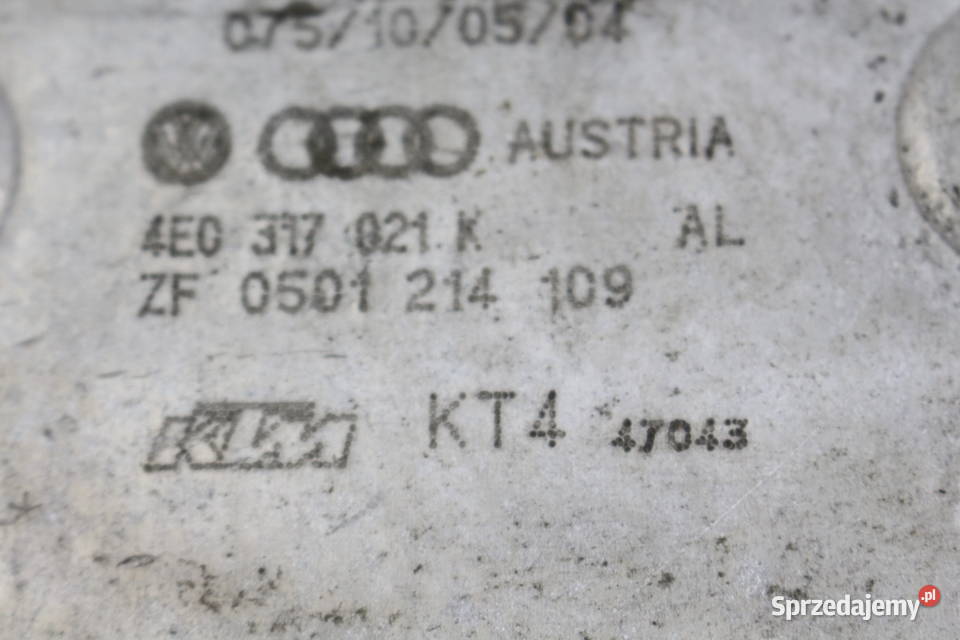 075/10/05/04
AUSTRIA
4E0 317 021 K AL
ZF 0501 214 109
KT4 47043
Sprzedajemy.pl